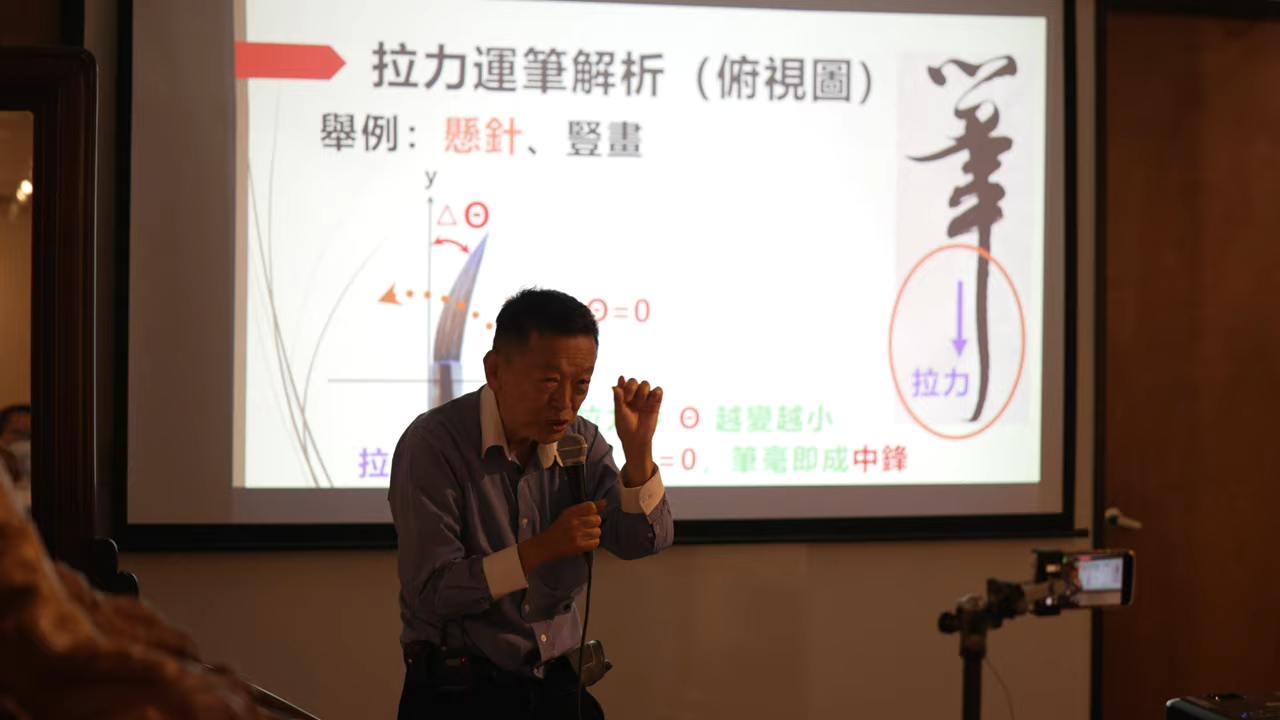 拉力運筆解析（俯視圖）
舉例：懸針、豎畫
y
△Θ
Θ=0
拉力
Θ 越變越小
拉
=0，筆毫即成中鋒